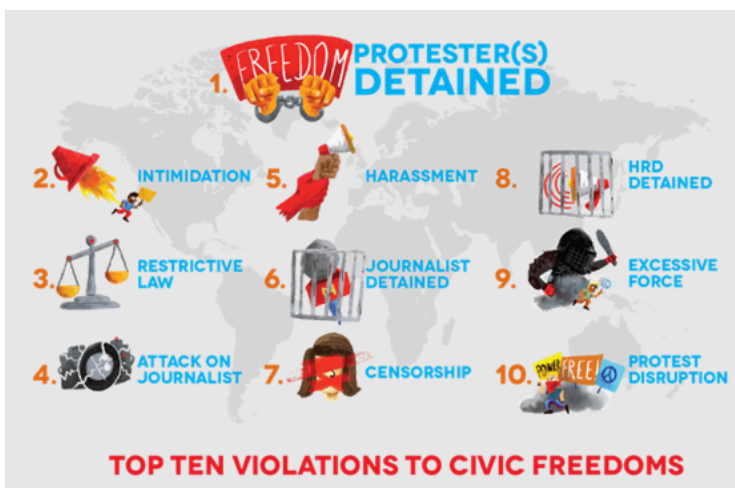 1. FREEDOM PROTESTER(S)
DETAINED
2. INTIMIDATION
3. RESTRICTIVE
LAW
4. ATTACK ON
JOURNALIST
5. HARASSMENT
6. JOURNALIST
DETAINED
7. CENSORSHIP
8. HRD
DETAINED
9. EXCESSIVE
FORCE
10. POWER FREE! PROTEST
DISRUPTION
TOP TEN VIOLATIONS TO CIVIC FREEDOMS